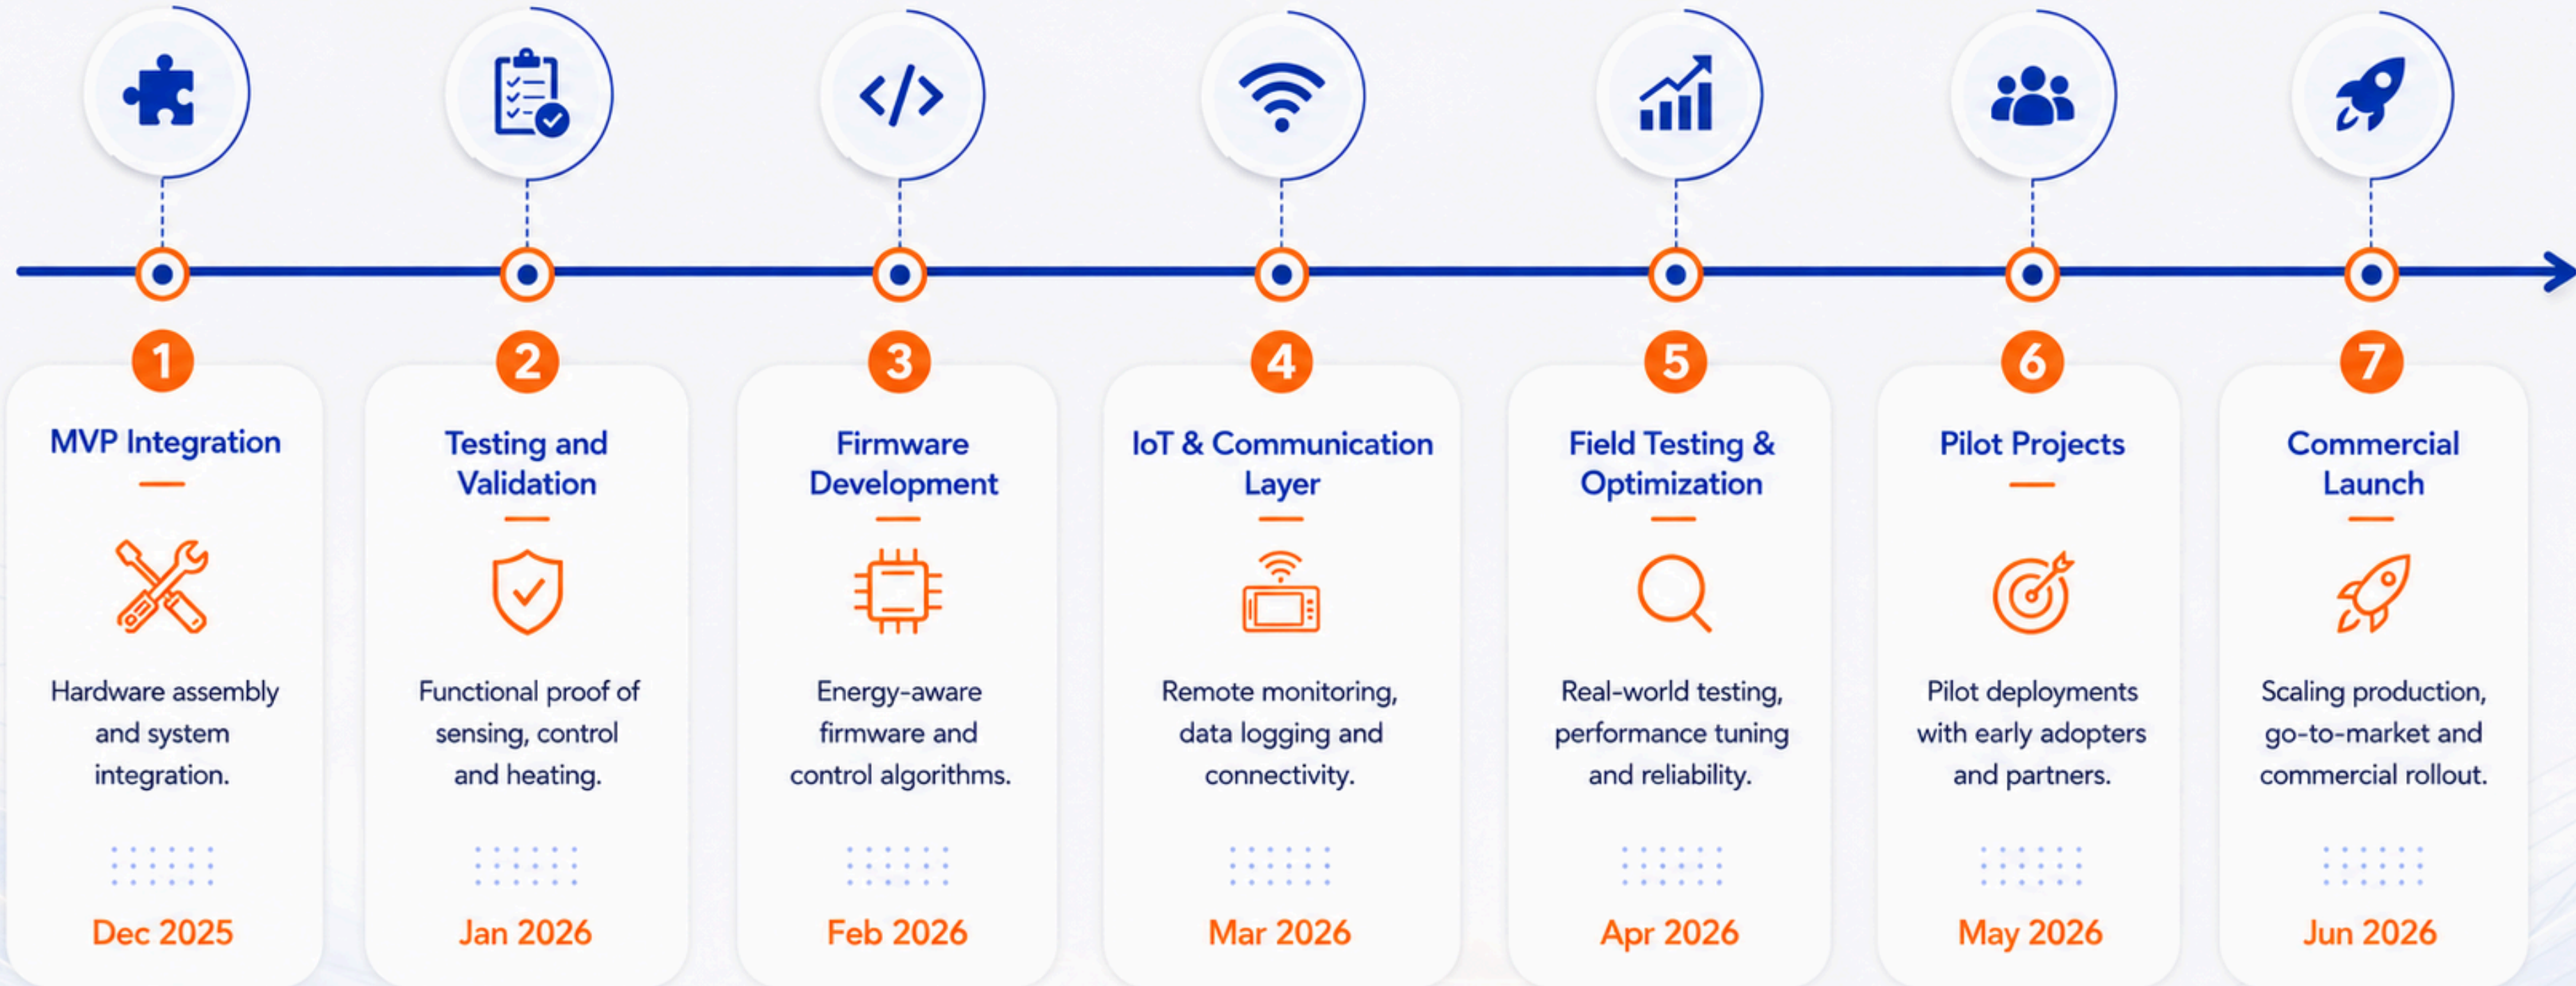 1
MVP Integration
Hardware assembly
and system
integration.
Dec 2025
2
Testing and
Validation
Functional proof of
sensing, control
and heating.
Jan 2026
3
Firmware
Development
Energy-aware
firmware and
control algorithms.
Feb 2026
4
IoT & Communication
Layer
Remote monitoring,
data logging and
connectivity.
Mar 2026
5
Field Testing &
Optimization
Real-world testing,
performance tuning
and reliability.
Apr 2026
6
Pilot Projects
Pilot deployments
with early adopters
and partners.
May 2026
7
Commercial
Launch
Scaling production,
go-to-market and
commercial rollout.
Jun 2026